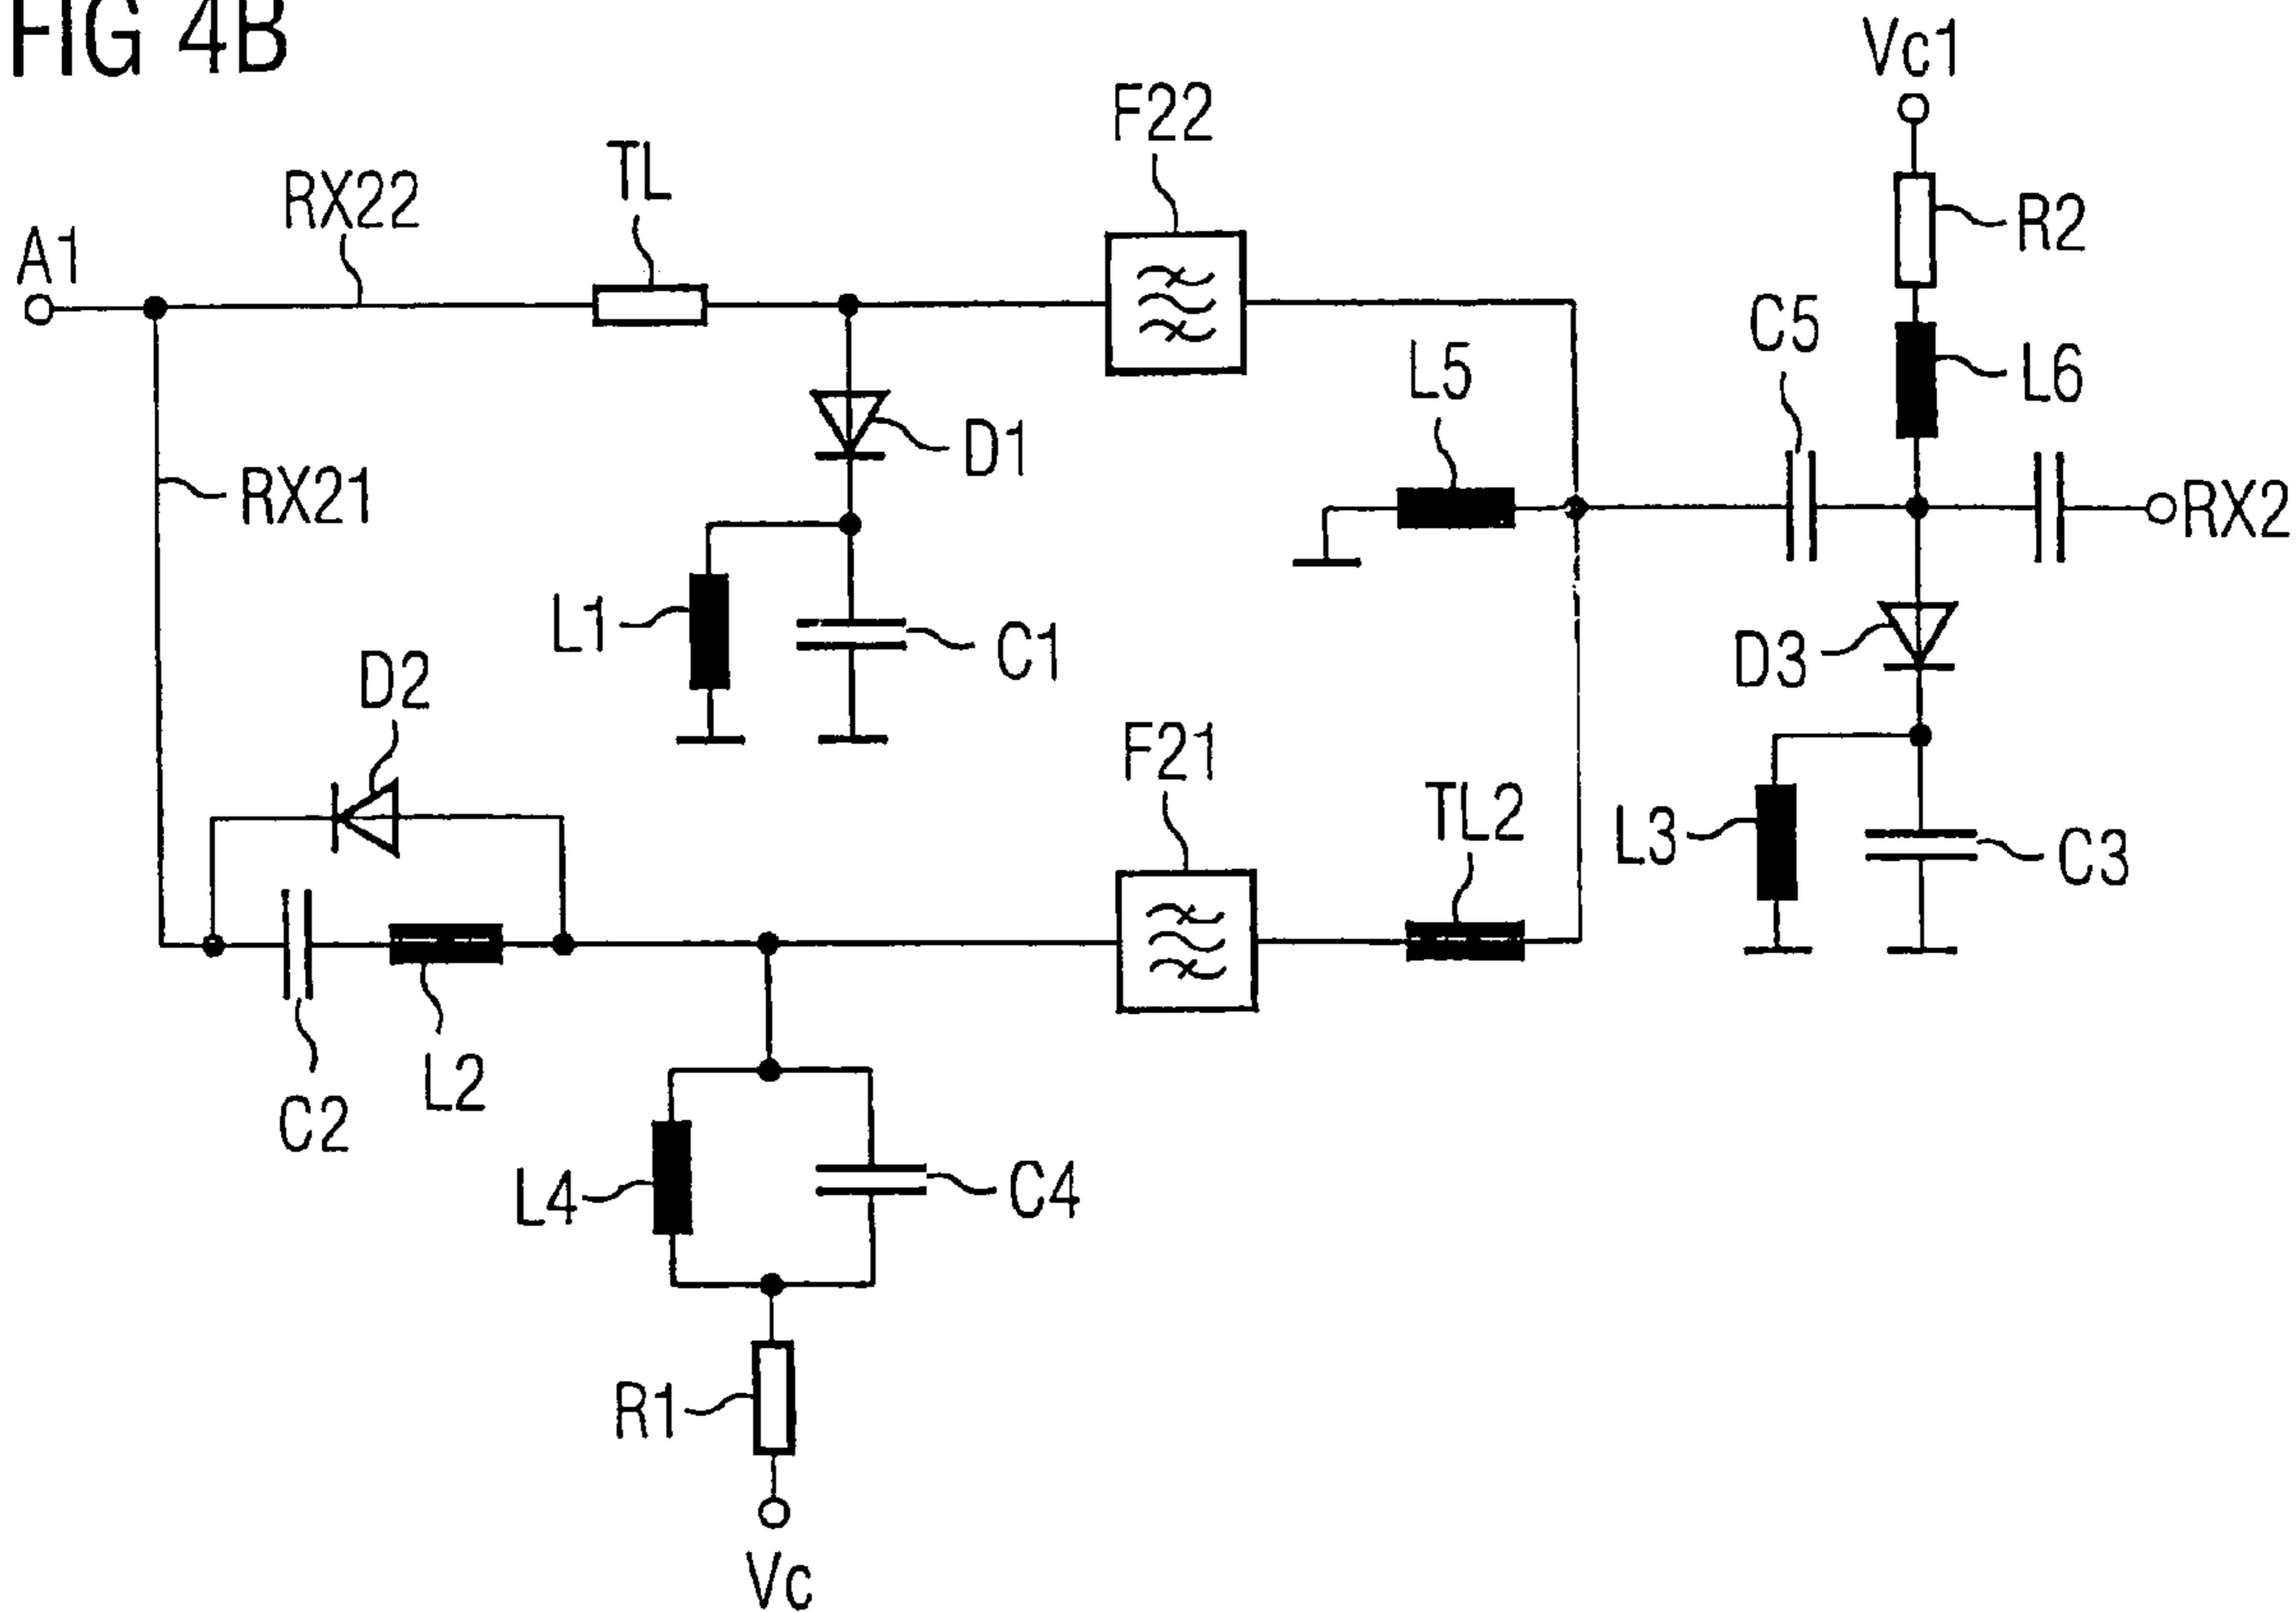 FIG 4B
Vc1
F22
TL
RX22
R2
A1
C5
L5
L6
D1
RX21
RX2
L1
C1
D3
D2
F21
TL2
L3
C3
L2
C2
L4
C4
R1
Vc